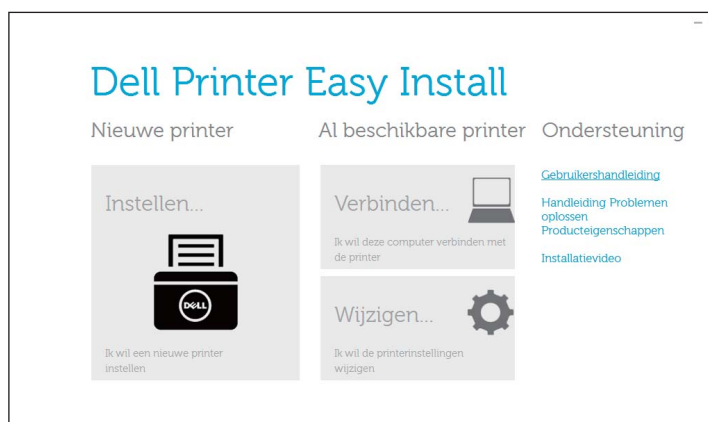 Dell Printer Easy Install
Nieuwe printer
Instellen...
DELL
Ik wil een nieuwe printer
instellen
Al beschikbare printer
Verbinden...
Ik wil deze computer verbinden met
de printer
Wijzigen...
Ik wil de printerinstellingen
wijzigen
Ondersteuning
Gebruikershandleiding
Handleiding Problemen
oplossen
Producteigenschappen
Installatievideo